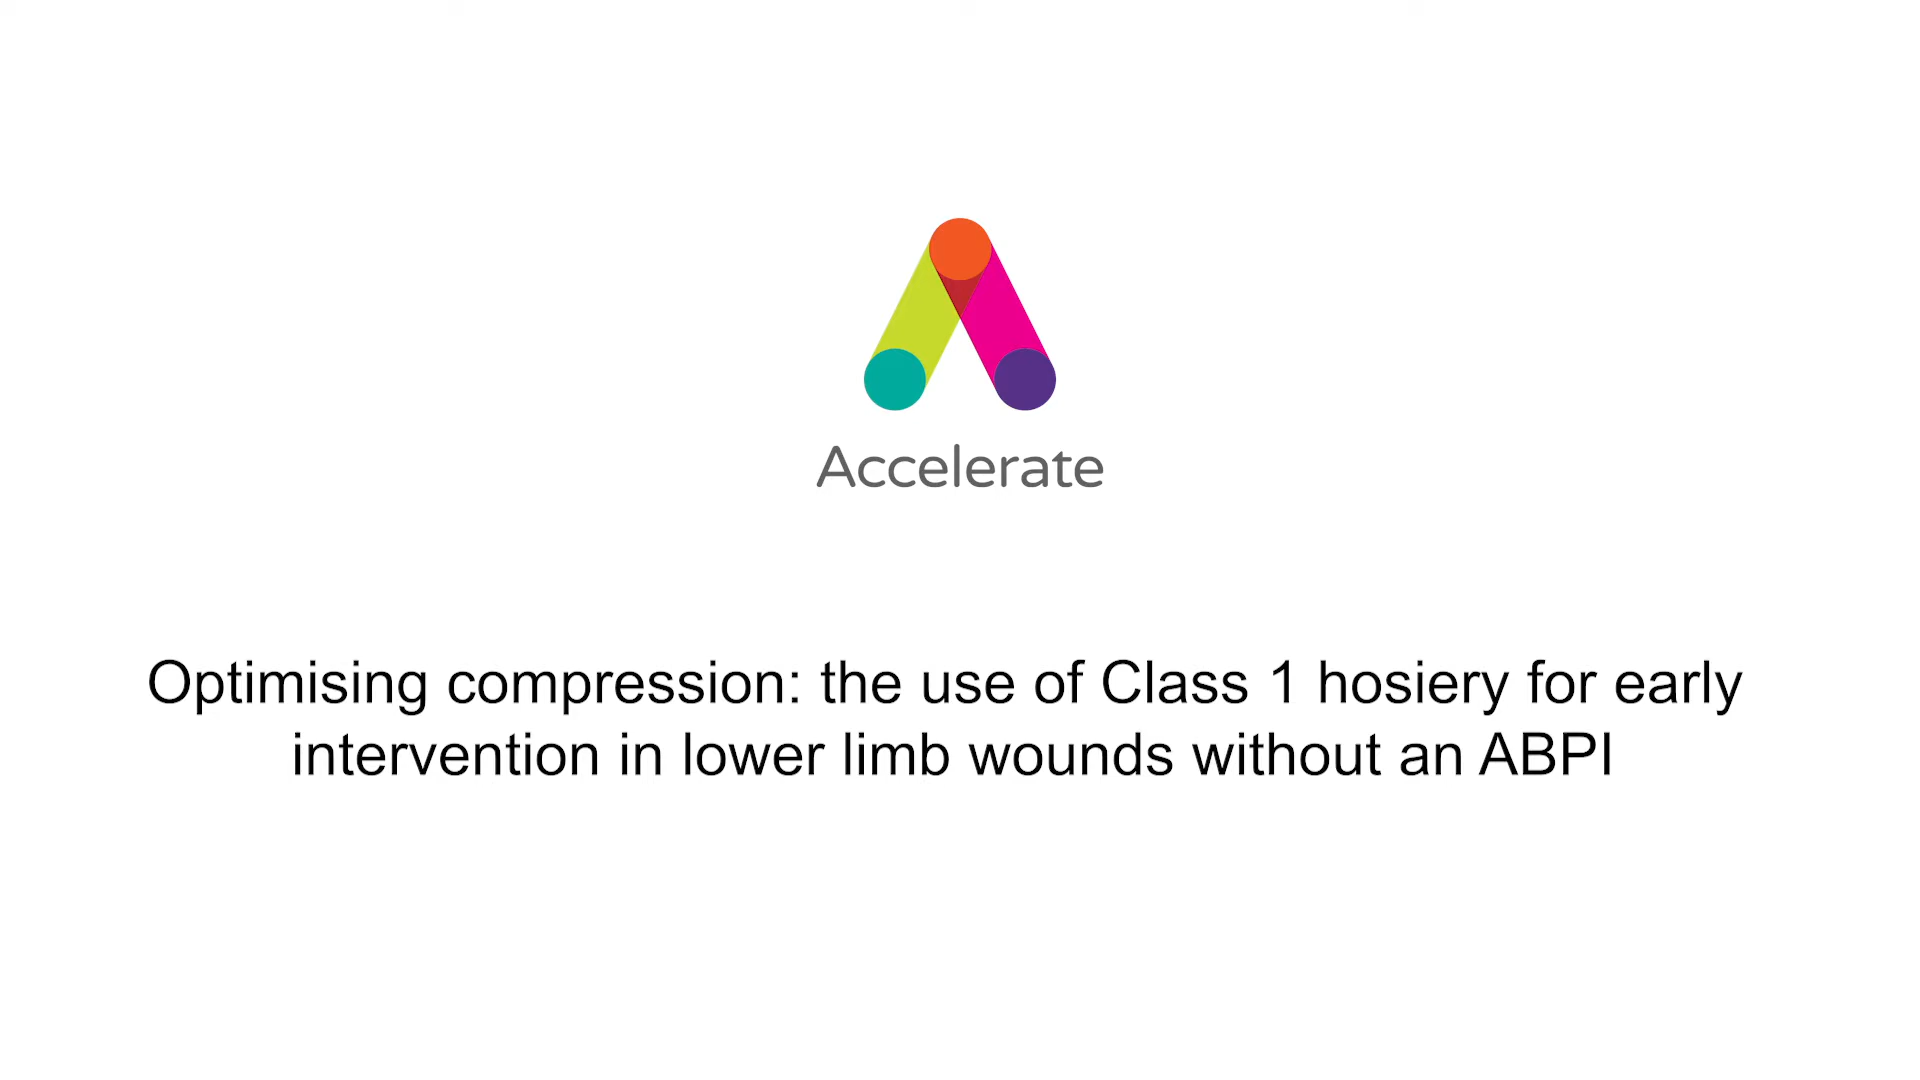 Accelerate
Optimising compression: the use of Class 1 hosiery for early
intervention in lower limb wounds without an ABPI